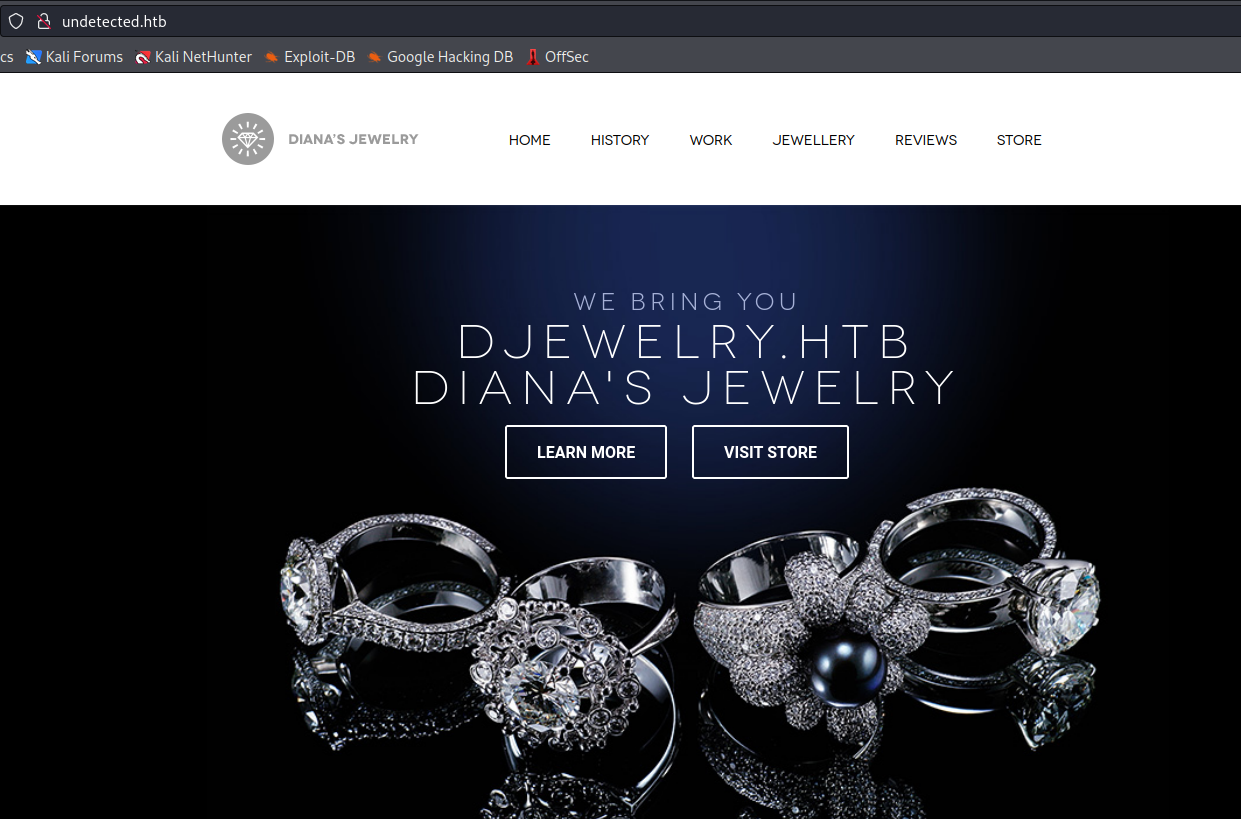 undetected.htb
cs Kali Forums Kali NetHunter Exploit-DB Google Hacking DB OffSec
DIANA'S JEWELRY HOME HISTORY WORK JEWELLERY REVIEWS STORE
WE BRING YOU
DJEWELRY.HTB
DIANA'S JEWELRY
LEARN MORE VISIT STORE